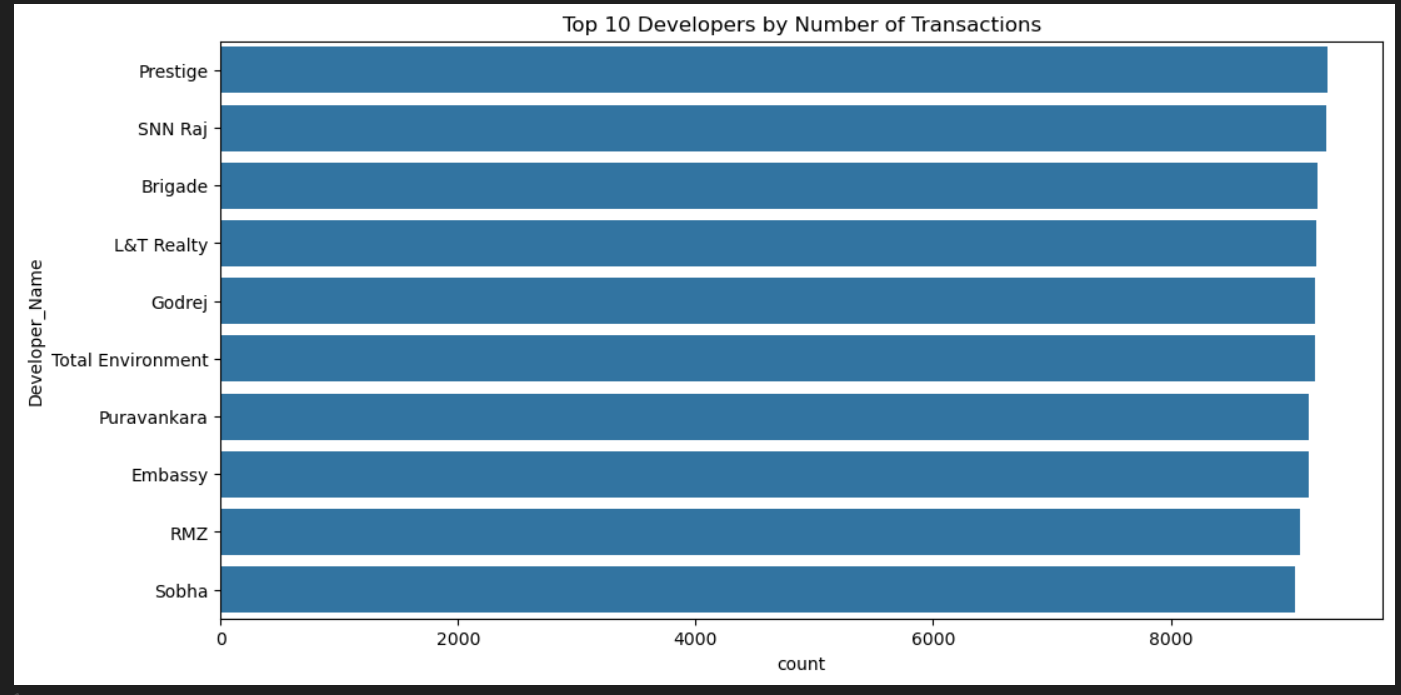 Top 10 Developers by Number of Transactions
Prestige
SNN Raj
Brigade
L&T Realty
Godrej
Total Environment
Puravankara
Embassy
RMZ
Sobha
Developer_Name
0 2000 4000 6000 8000
count